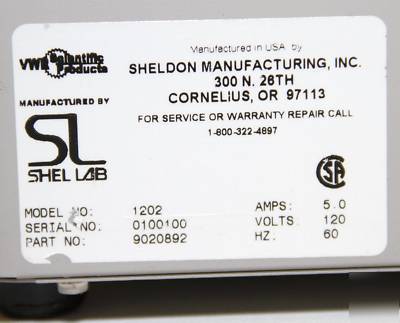 VWR Scientific Products
Manufactured in USA by
SHELDON MANUFACTURING, INC.
300 N. 26TH
CORNELIUS, OR 97113
MANUFACTURED BY
FOR SERVICE OR WARRANTY REPAIR CALL
1-800-322-4897
SL
SHEL LAB
SA
MODEL NO: 1202 AMPS: 5.0
SERIAL NO: 0100100 VOLTS: 120
PART NO: 9020892 HZ: 60